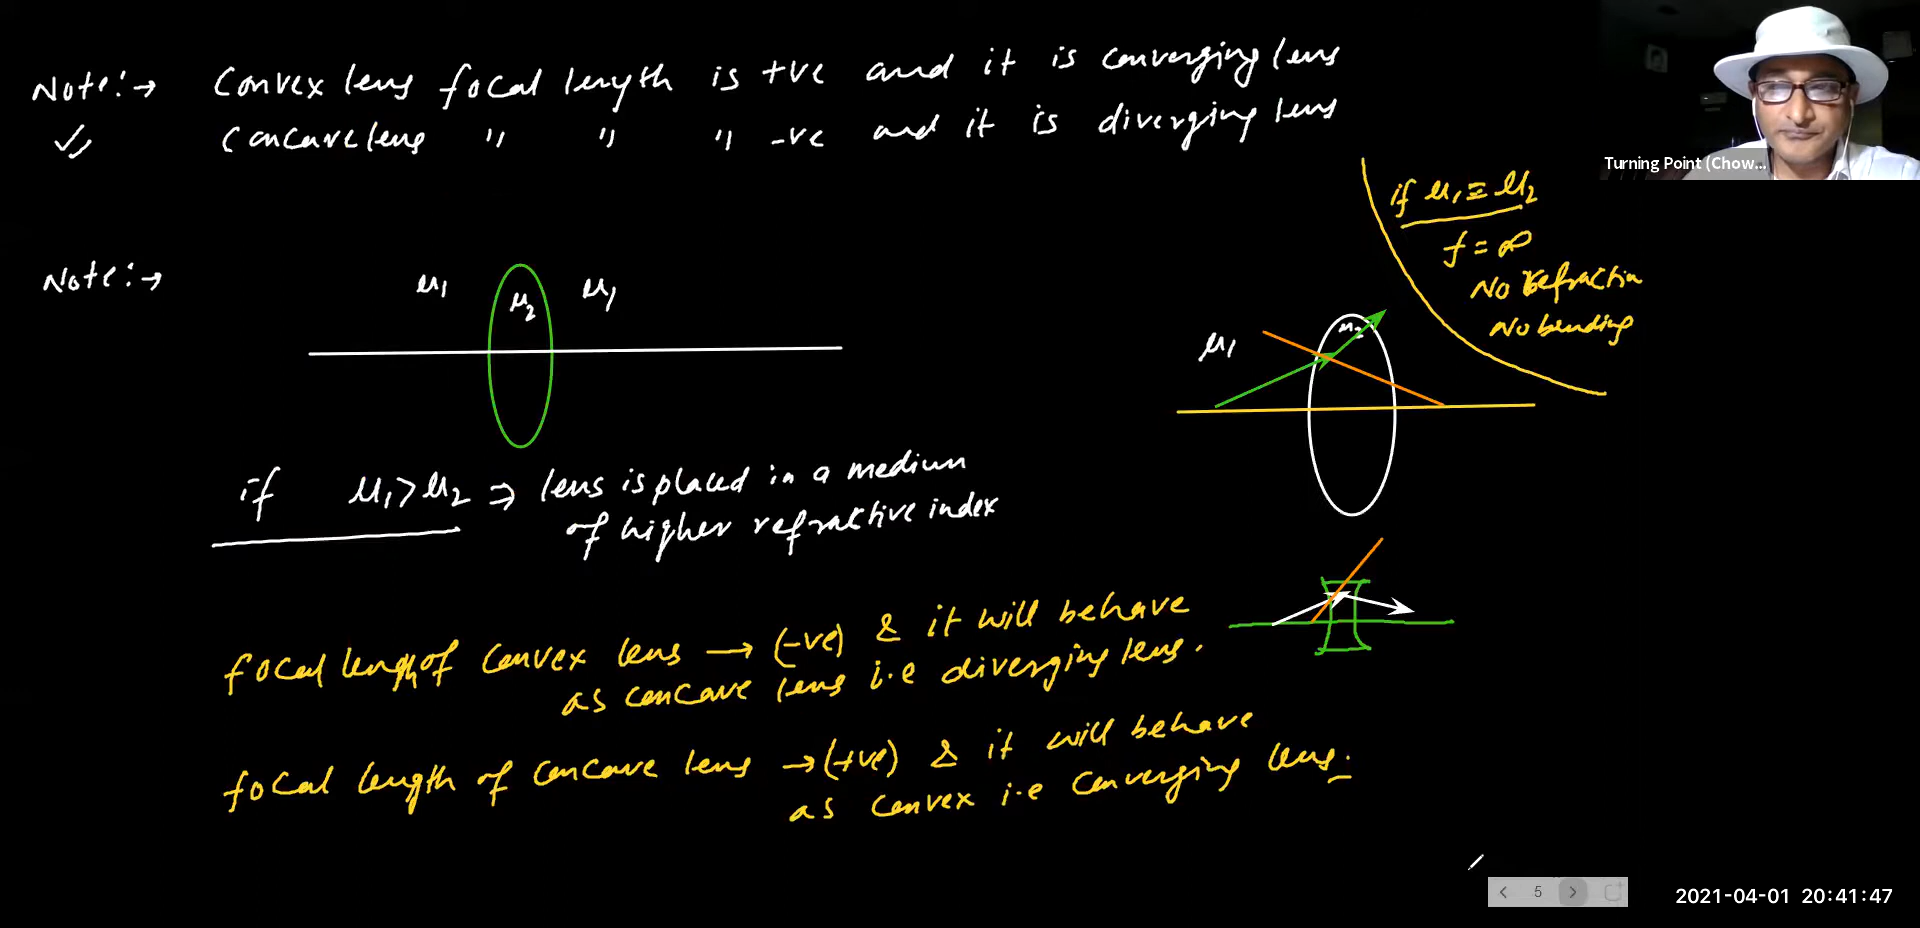 Note:→ Convex lens focal length is +ve and it is converging lens
Concave lens " " " -ve and it is diverging lens
Turning Point (Chow...
if μ1 = μ2
f = ∞
No refraction
No bending
Note:→
μ1 μ2 μ1
μ1 μ2
if μ1 > μ2 ⇒ lens is placed in a medium
of higher refractive index
focal length of convex lens → (-ve) & it will behave
as concave lens i.e diverging lens.
focal length of concave lens → (+ve) & it will behave
as convex i.e converging lens.
5
2021-04-01 20:41:47